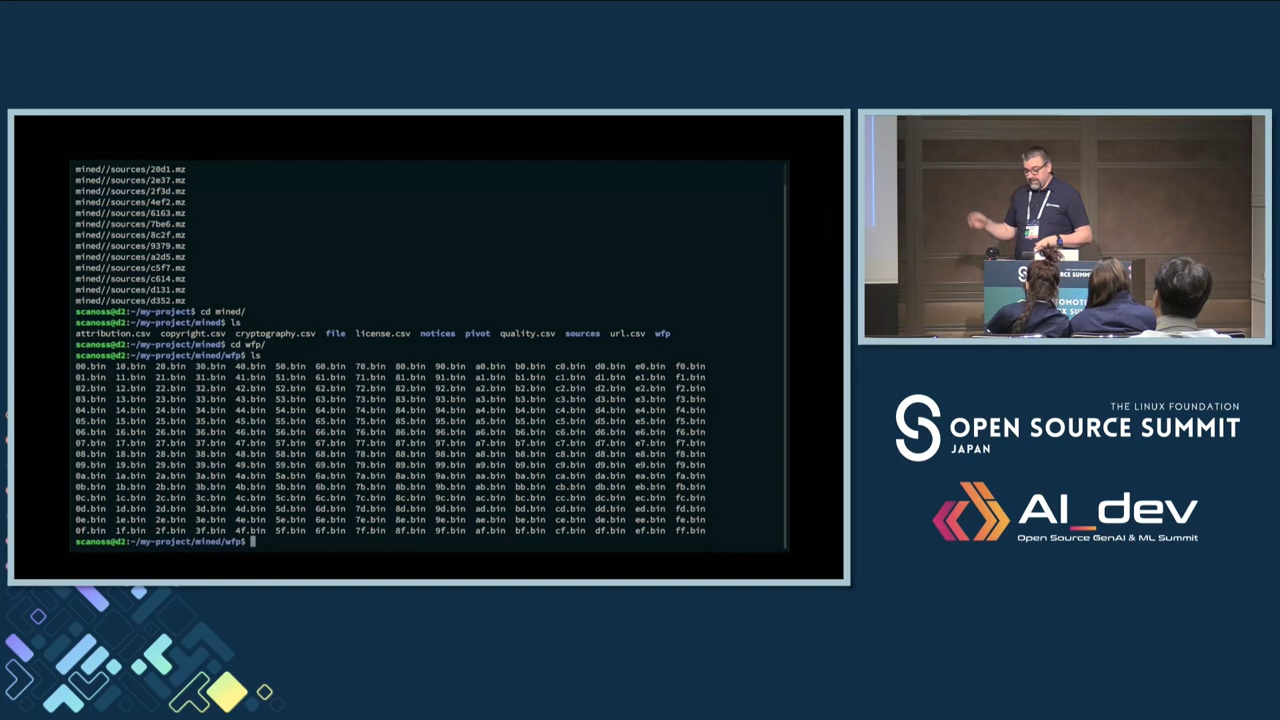 mined//sources/20d1.mz
mined//sources/2e37.mz
mined//sources/2f3d.mz
mined//sources/4ef2.mz
mined//sources/6163.mz
mined//sources/7be6.mz
mined//sources/8c2f.mz
mined//sources/9379.mz
mined//sources/a2d5.mz
mined//sources/c5f7.mz
mined//sources/c614.mz
mined//sources/d131.mz
mined//sources/d352.mz
scanoss@d2:~/my-project$ cd mined/
scanoss@d2:~/my-project/mined$ ls
attribution.csv copyright.csv cryptography.csv file license.csv notices pivot quality.csv sources url.csv wfp
scanoss@d2:~/my-project/mined$ cd wfp/
scanoss@d2:~/my-project/mined/wfp$ ls
00.bin 10.bin 20.bin 30.bin 40.bin 50.bin 60.bin 70.bin 80.bin 90.bin a0.bin b0.bin c0.bin d0.bin e0.bin f0.bin
01.bin 11.bin 21.bin 31.bin 41.bin 51.bin 61.bin 71.bin 81.bin 91.bin a1.bin b1.bin c1.bin d1.bin e1.bin f1.bin
02.bin 12.bin 22.bin 32.bin 42.bin 52.bin 62.bin 72.bin 82.bin 92.bin a2.bin b2.bin c2.bin d2.bin e2.bin f2.bin
03.bin 13.bin 23.bin 33.bin 43.bin 53.bin 63.bin 73.bin 83.bin 93.bin a3.bin b3.bin c3.bin d3.bin e3.bin f3.bin
04.bin 14.bin 24.bin 34.bin 44.bin 54.bin 64.bin 74.bin 84.bin 94.bin a4.bin b4.bin c4.bin d4.bin e4.bin f4.bin
05.bin 15.bin 25.bin 35.bin 45.bin 55.bin 65.bin 75.bin 85.bin 95.bin a5.bin b5.bin c5.bin d5.bin e5.bin f5.bin
06.bin 16.bin 26.bin 36.bin 46.bin 56.bin 66.bin 76.bin 86.bin 96.bin a6.bin b6.bin c6.bin d6.bin e6.bin f6.bin
07.bin 17.bin 27.bin 37.bin 47.bin 57.bin 67.bin 77.bin 87.bin 97.bin a7.bin b7.bin c7.bin d7.bin e7.bin f7.bin
08.bin 18.bin 28.bin 38.bin 48.bin 58.bin 68.bin 78.bin 88.bin 98.bin a8.bin b8.bin c8.bin d8.bin e8.bin f8.bin
09.bin 19.bin 29.bin 39.bin 49.bin 59.bin 69.bin 79.bin 89.bin 99.bin a9.bin b9.bin c9.bin d9.bin e9.bin f9.bin
0a.bin 1a.bin 2a.bin 3a.bin 4a.bin 5a.bin 6a.bin 7a.bin 8a.bin 9a.bin aa.bin ba.bin ca.bin da.bin ea.bin fa.bin
0b.bin 1b.bin 2b.bin 3b.bin 4b.bin 5b.bin 6b.bin 7b.bin 8b.bin 9b.bin ab.bin bb.bin cb.bin db.bin eb.bin fb.bin
0c.bin 1c.bin 2c.bin 3c.bin 4c.bin 5c.bin 6c.bin 7c.bin 8c.bin 9c.bin ac.bin bc.bin cc.bin dc.bin ec.bin fc.bin
0d.bin 1d.bin 2d.bin 3d.bin 4d.bin 5d.bin 6d.bin 7d.bin 8d.bin 9d.bin ad.bin bd.bin cd.bin dd.bin ed.bin fd.bin
0e.bin 1e.bin 2e.bin 3e.bin 4e.bin 5e.bin 6e.bin 7e.bin 8e.bin 9e.bin ae.bin be.bin ce.bin de.bin ee.bin fe.bin
0f.bin 1f.bin 2f.bin 3f.bin 4f.bin 5f.bin 6f.bin 7f.bin 8f.bin 9f.bin af.bin bf.bin cf.bin df.bin ef.bin ff.bin
scanoss@d2:~/my-project/mined/wfp$
THE LINUX FOUNDATION
OPEN SOURCE SUMMIT
JAPAN
AI_dev
Open Source GenAI & ML Summit